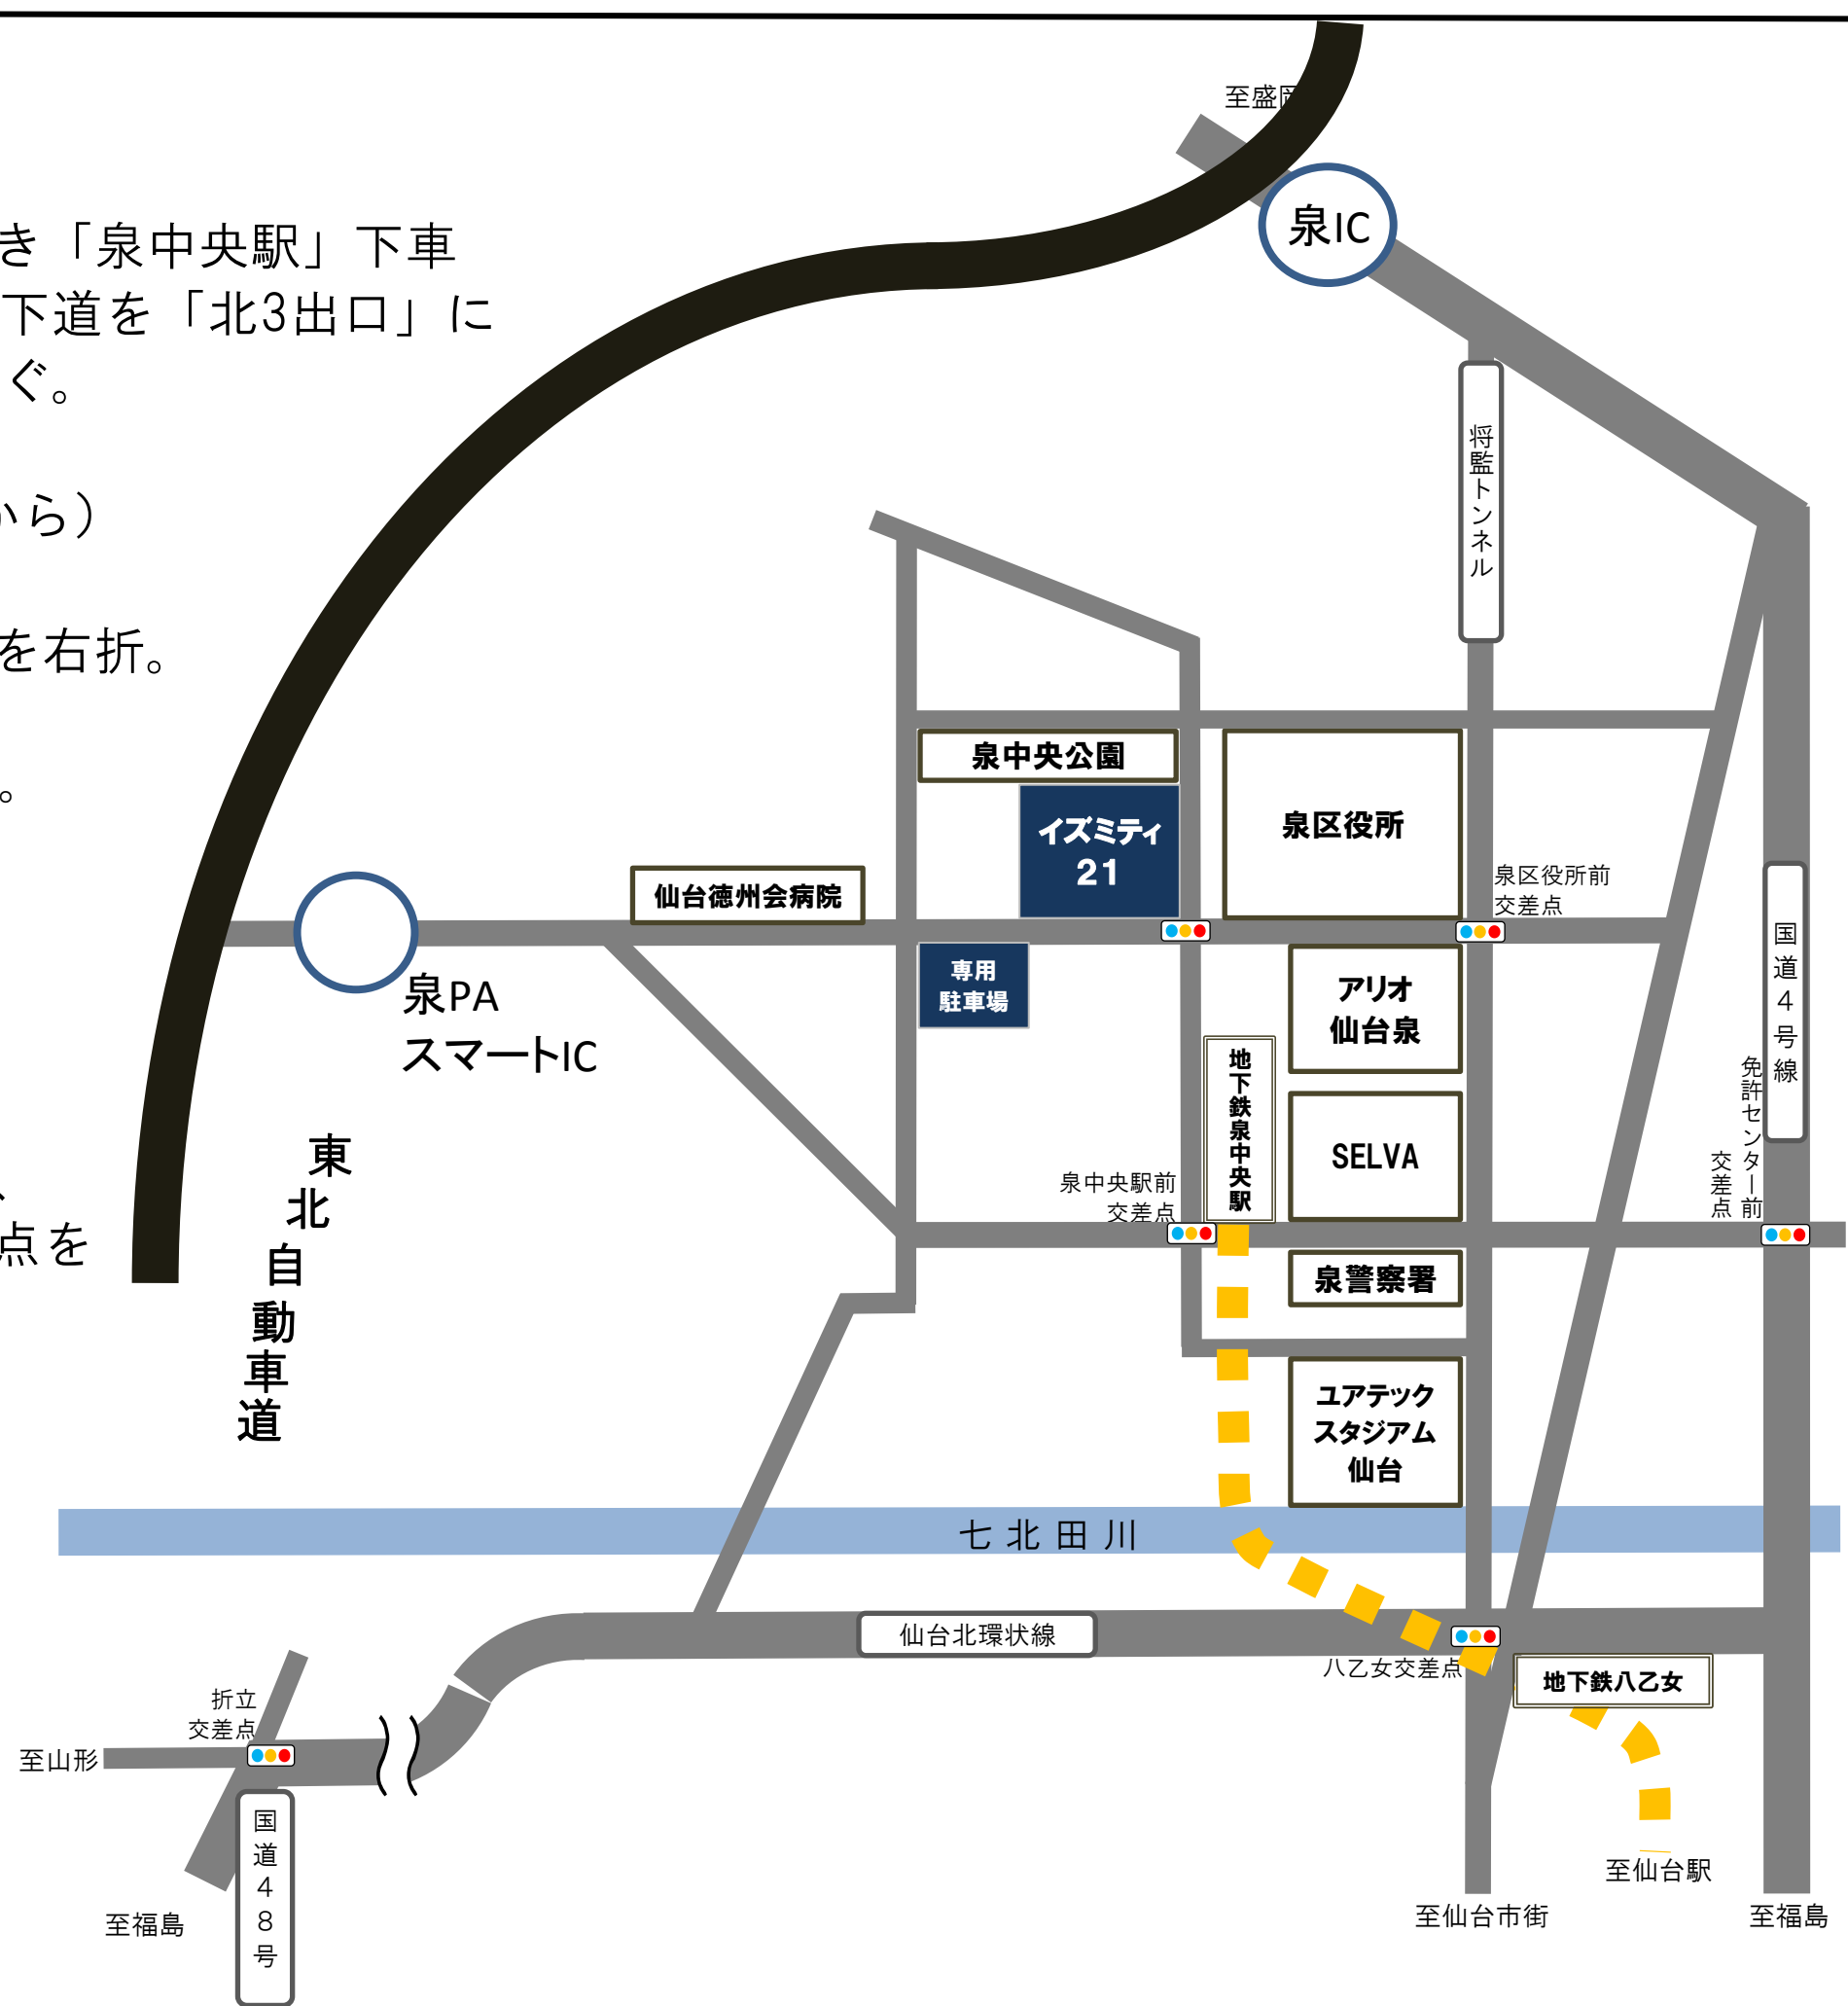 き「泉中央駅」下車
下道を「北3出口」に
ぐ。
から）
を右折。
。
、
点を
至盛岡
泉IC
将監トンネル
泉中央公園
イズミティ
21
泉区役所
仙台徳州会病院
泉区役所前
交差点
専用
駐車場
泉PA
スマートIC
アリオ
仙台泉
国道４号線
地下鉄泉中央駅
SELVA
免許センター前
交差点
泉中央駅前
交差点
東北自動車道
泉警察署
ユアテック
スタジアム
仙台
七北田川
仙台北環状線
八乙女交差点
地下鉄八乙女
折立
交差点
至山形
国道４８号
至福島
至仙台駅
至仙台市街
至福島